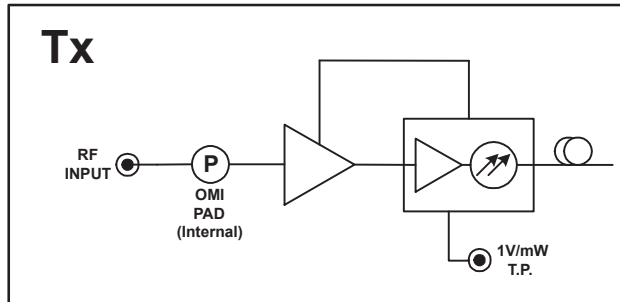 Tx
RF
INPUT
P
OMI
PAD
(Internal)
1V/mW
T.P.